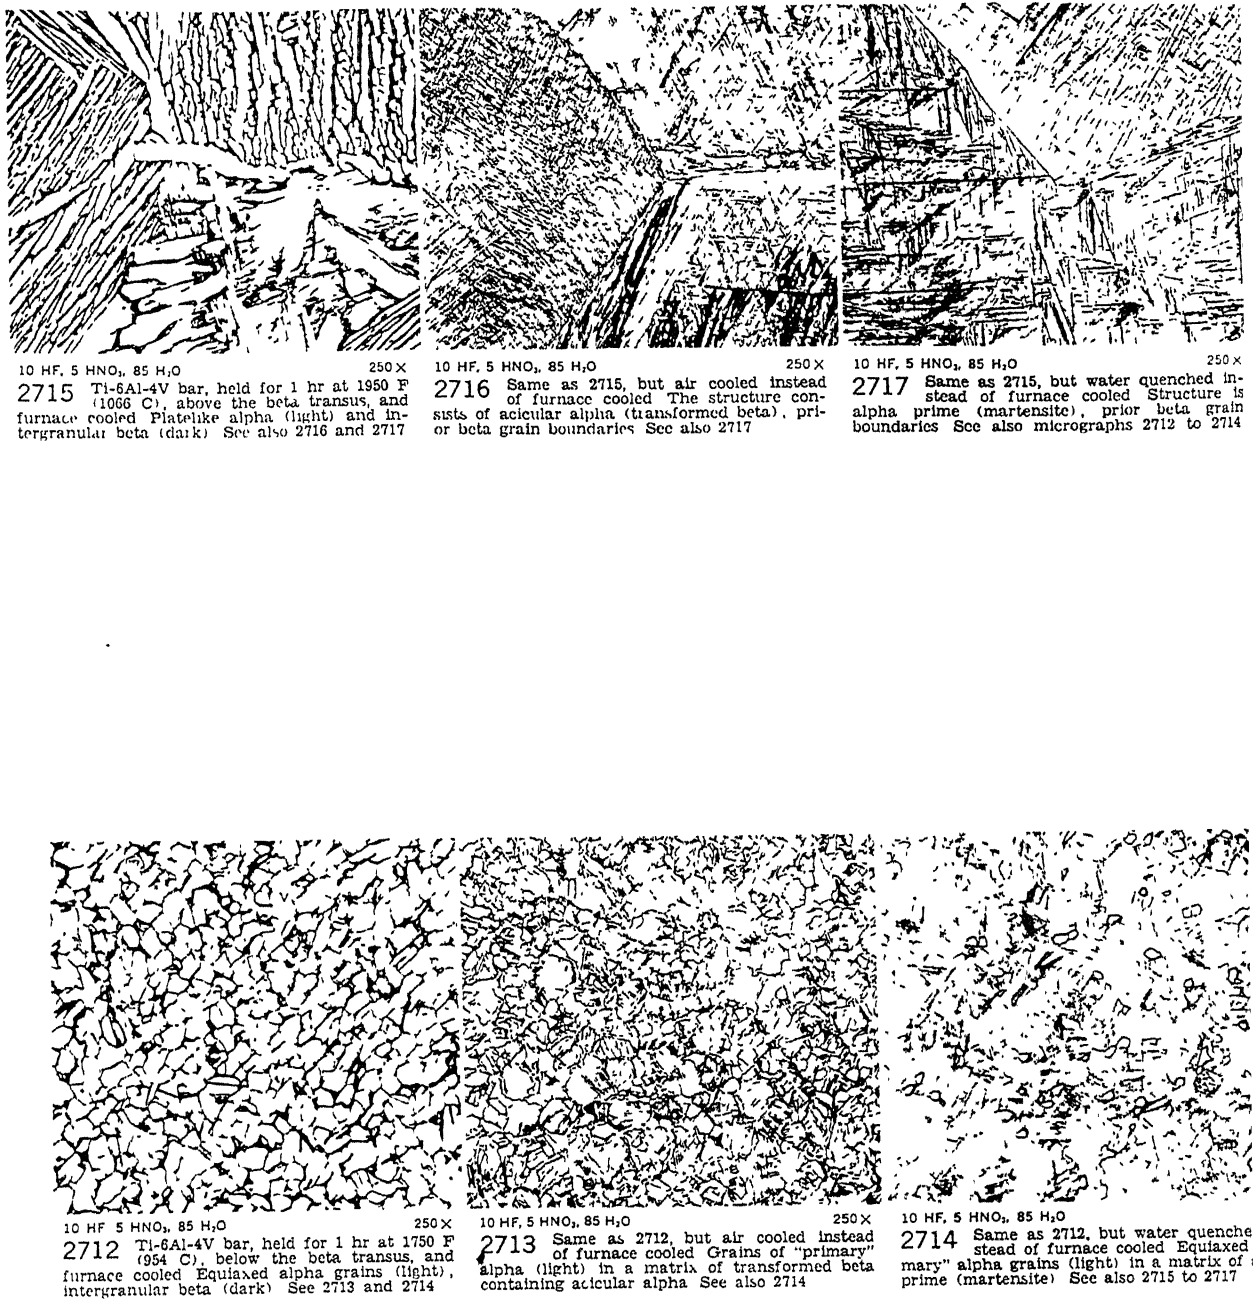 10 HF, 5 HNO₃, 85 H₂O 250 X
2715 Ti-6Al-4V bar, held for 1 hr at 1950 F
(1066 C), above the beta transus, and
furnace cooled Platelike alpha (light) and in-
tergranular beta (dark) See also 2716 and 2717
10 HF, 5 HNO₃, 85 H₂O 250 X
2716 Same as 2715, but air cooled instead
of furnace cooled The structure con-
sists of acicular alpha (transformed beta), pri-
or beta grain boundaries See also 2717
10 HF, 5 HNO₃, 85 H₂O 250 X
2717 Same as 2715, but water quenched in-
stead of furnace cooled Structure is
alpha prime (martensite), prior beta grain
boundaries See also micrographs 2712 to 2714
10 HF 5 HNO₃, 85 H₂O 250 X
2712 Ti-6Al-4V bar, held for 1 hr at 1750 F
(954 C), below the beta transus, and
furnace cooled Equiaxed alpha grains (light),
intergranular beta (dark) See 2713 and 2714
10 HF, 5 HNO₃, 85 H₂O 250 X
2713 Same as 2712, but air cooled instead
of furnace cooled Grains of "primary"
alpha (light) in a matrix of transformed beta
containing acicular alpha See also 2714
10 HF, 5 HNO₃, 85 H₂O
2714 Same as 2712, but water quenche
stead of furnace cooled Equiaxed
mary" alpha grains (light) in a matrix of
prime (martensite) See also 2715 to 2717